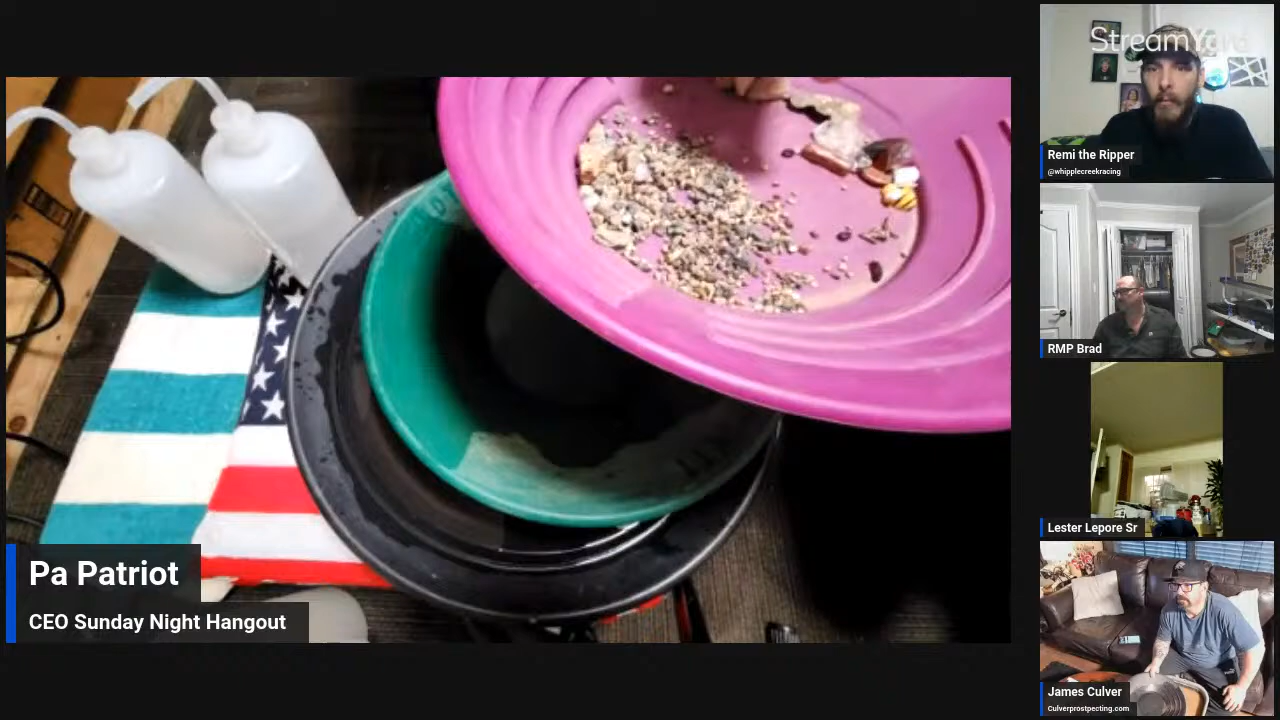 Pa Patriot
CEO Sunday Night Hangout
StreamYard
Remi the Ripper
@whipplecreekracing
RMP Brad
Lester Lepore Sr
James Culver
Culverprostpecting.com